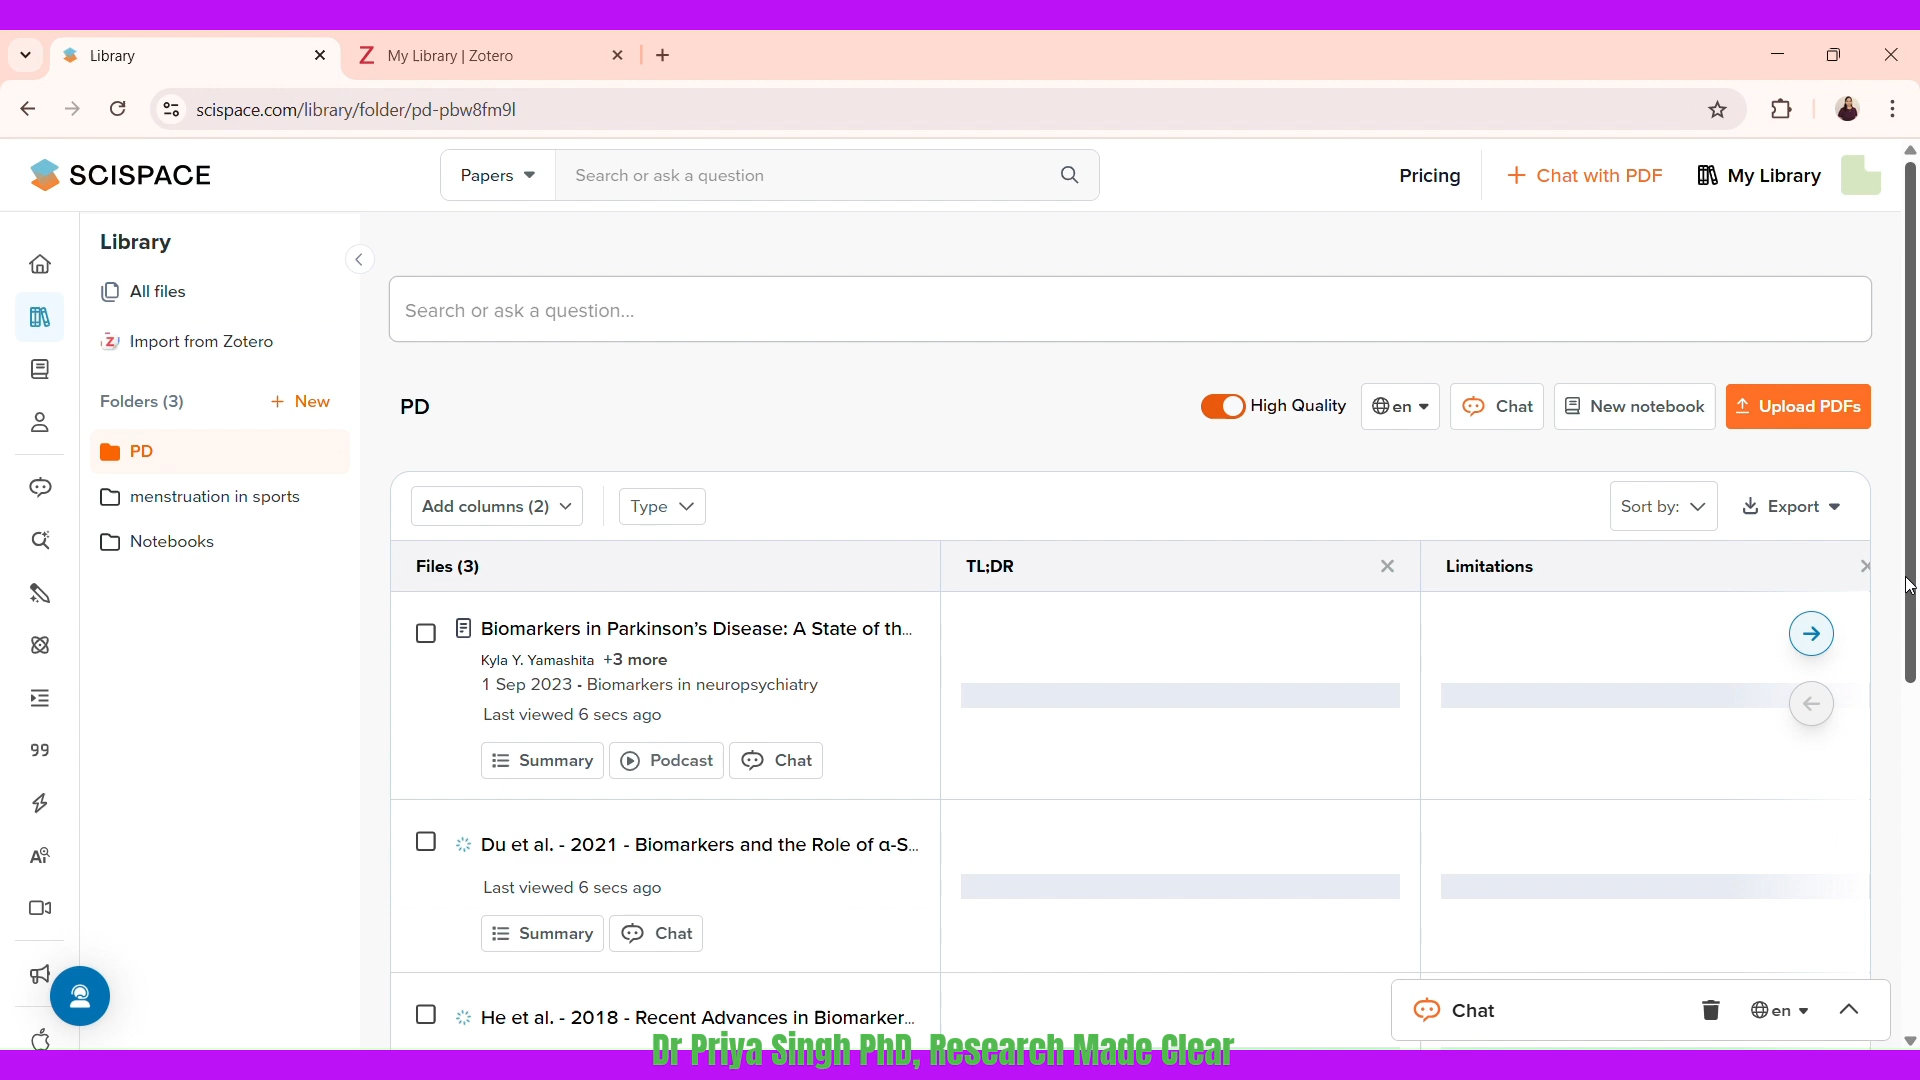 Library
My Library | Zotero
scispace.com/library/folder/pd-pbw8fm9l
SCISPACE
Papers
Search or ask a question
Pricing
+ Chat with PDF
My Library
Library
All files
Import from Zotero
Folders (3)
+ New
PD
menstruation in sports
Notebooks
Search or ask a question...
PD
High Quality
en
Chat
New notebook
Upload PDFs
Add columns (2)
Type
Sort by:
Export
Files (3)
TL;DR
Limitations
Biomarkers in Parkinson's Disease: A State of th...
Kyla Y. Yamashita +3 more
1 Sep 2023 - Biomarkers in neuropsychiatry
Last viewed 6 secs ago
Summary
Podcast
Chat
Du et al. - 2021 - Biomarkers and the Role of α-S...
Last viewed 6 secs ago
Summary
Chat
He et al. - 2018 - Recent Advances in Biomarker...
Chat
en
Dr Priya Singh PhD, Research Made Clear